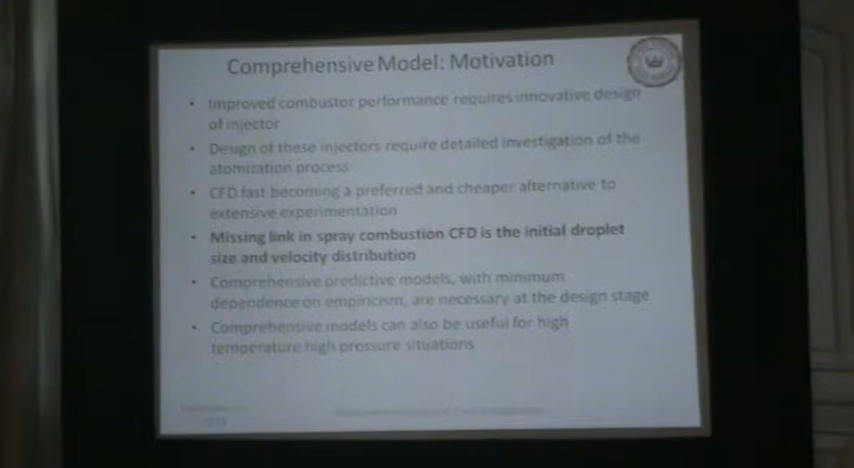 Comprehensive Model: Motivation
• Improved combustor performance requires innovative design
of injector
• Design of these injectors require detailed investigation of the
atomization process
• CFD fast becoming a preferred and cheaper alternative to
extensive experimentation
• Missing link in spray combustion CFD is the initial droplet
size and velocity distribution
• Comprehensive predictive models, with minimum
dependence on empiricism, are necessary at the design stage
• Comprehensive models can also be useful for high
temperature high pressure situations